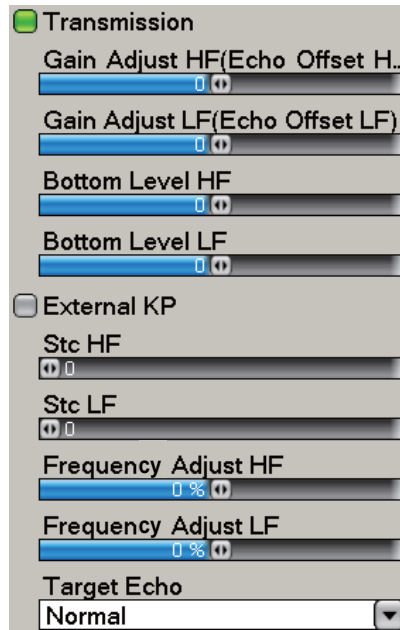 Transmission
Gain Adjust HF(Echo Offset H..
0
Gain Adjust LF(Echo Offset LF)
0
Bottom Level HF
0
Bottom Level LF
0
External KP
Stc HF
0
Stc LF
0
Frequency Adjust HF
0 %
Frequency Adjust LF
0 %
Target Echo
Normal